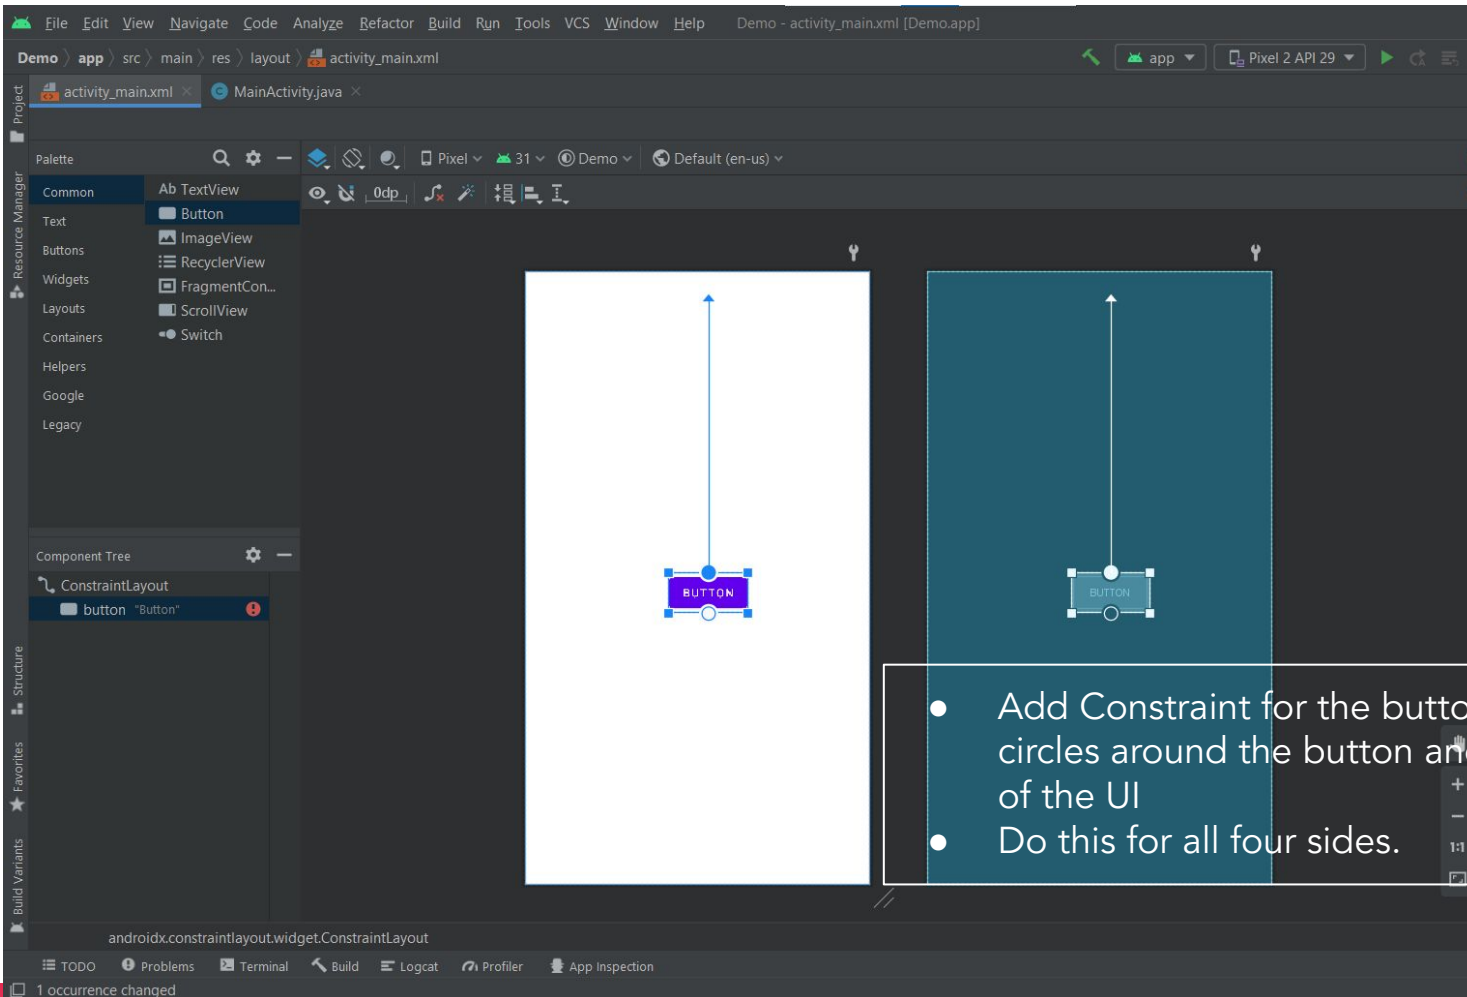 File Edit View Navigate Code Analyze Refactor Build Run Tools VCS Window Help Demo - activity_main.xml [Demo.app]
Demo app src main res layout activity_main.xml app Pixel 2 API 29
activity_main.xml MainActivity.java
Project
Resource Manager
Structure
Favorites
Build Variants
Palette
Common
Text
Buttons
Widgets
Layouts
Containers
Helpers
Google
Legacy
Ab TextView
Button
ImageView
RecyclerView
FragmentCon...
ScrollView
Switch
Pixel 31 Demo Default (en-us)
0dp
Component Tree
ConstraintLayout
button "Button"
BUTTON
BUTTON
● Add Constraint for the butto
circles around the button and
of the UI
● Do this for all four sides.
1:1
androidx.constraintlayout.widget.ConstraintLayout
TODO Problems Terminal Build Logcat Profiler App Inspection
1 occurrence changed